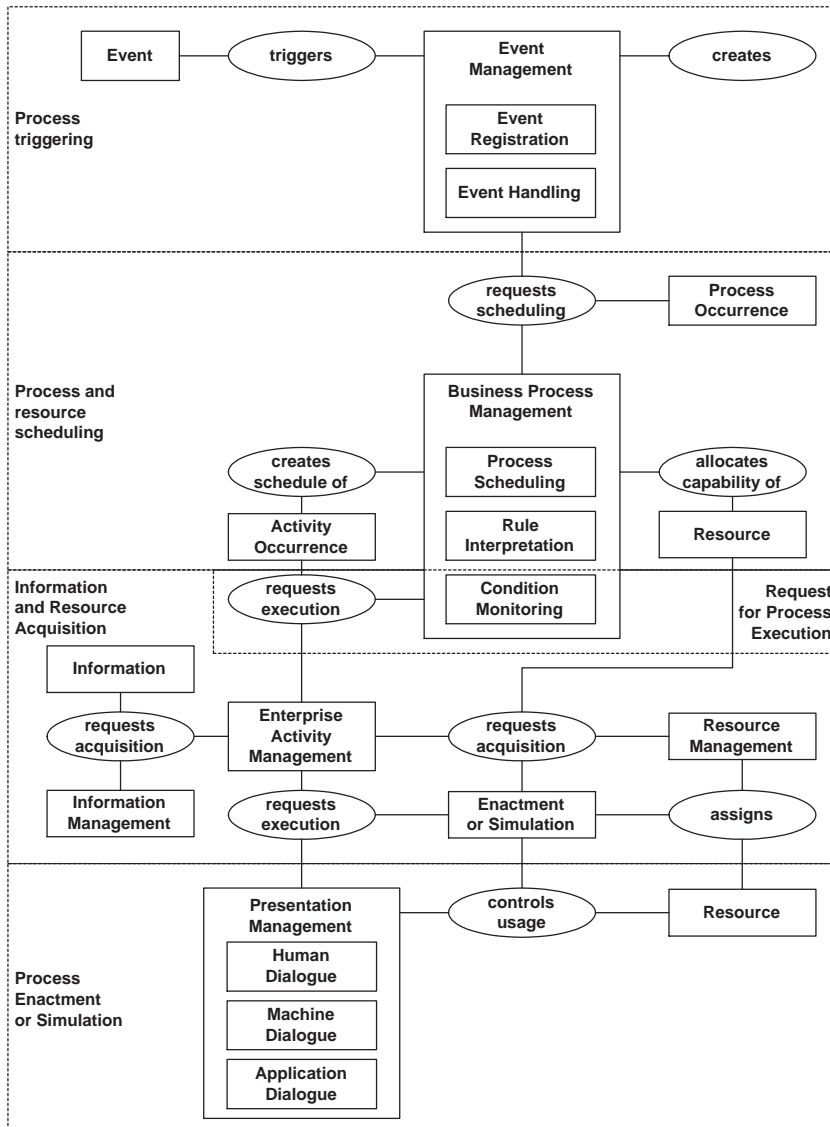 Event
triggers
Event
Management
creates
Process
triggering
Event
Registration
Event Handling
requests
scheduling
Process
Occurrence
Process and
resource
scheduling
Business Process
Management
creates
schedule of
Process
Scheduling
allocates
capability of
Activity
Occurrence
Rule
Interpretation
Resource
Information
and Resource
Acquisition
requests
execution
Condition
Monitoring
Request
for Process
Execution
Information
requests
acquisition
Enterprise
Activity
Management
requests
acquisition
Resource
Management
Information
Management
requests
execution
Enactment
or Simulation
assigns
Presentation
Management
controls
usage
Resource
Process
Enactment
or Simulation
Human
Dialogue
Machine
Dialogue
Application
Dialogue